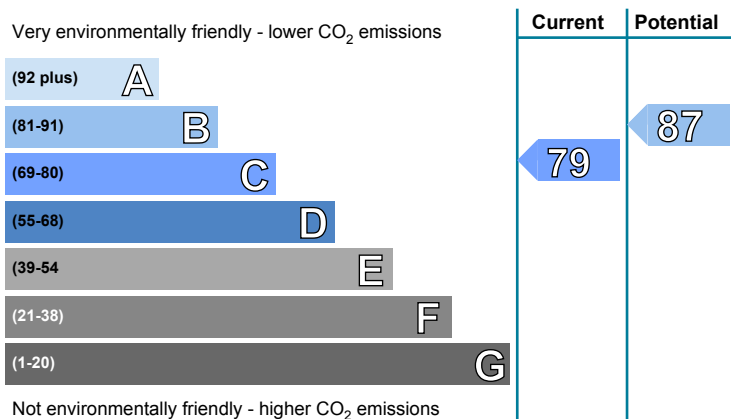 Very environmentally friendly - lower CO₂ emissions
Current
Potential
(92 plus) A
(81-91) B
(69-80) C
(55-68) D
(39-54 E
(21-38) F
(1-20) G
79
87
Not environmentally friendly - higher CO₂ emissions